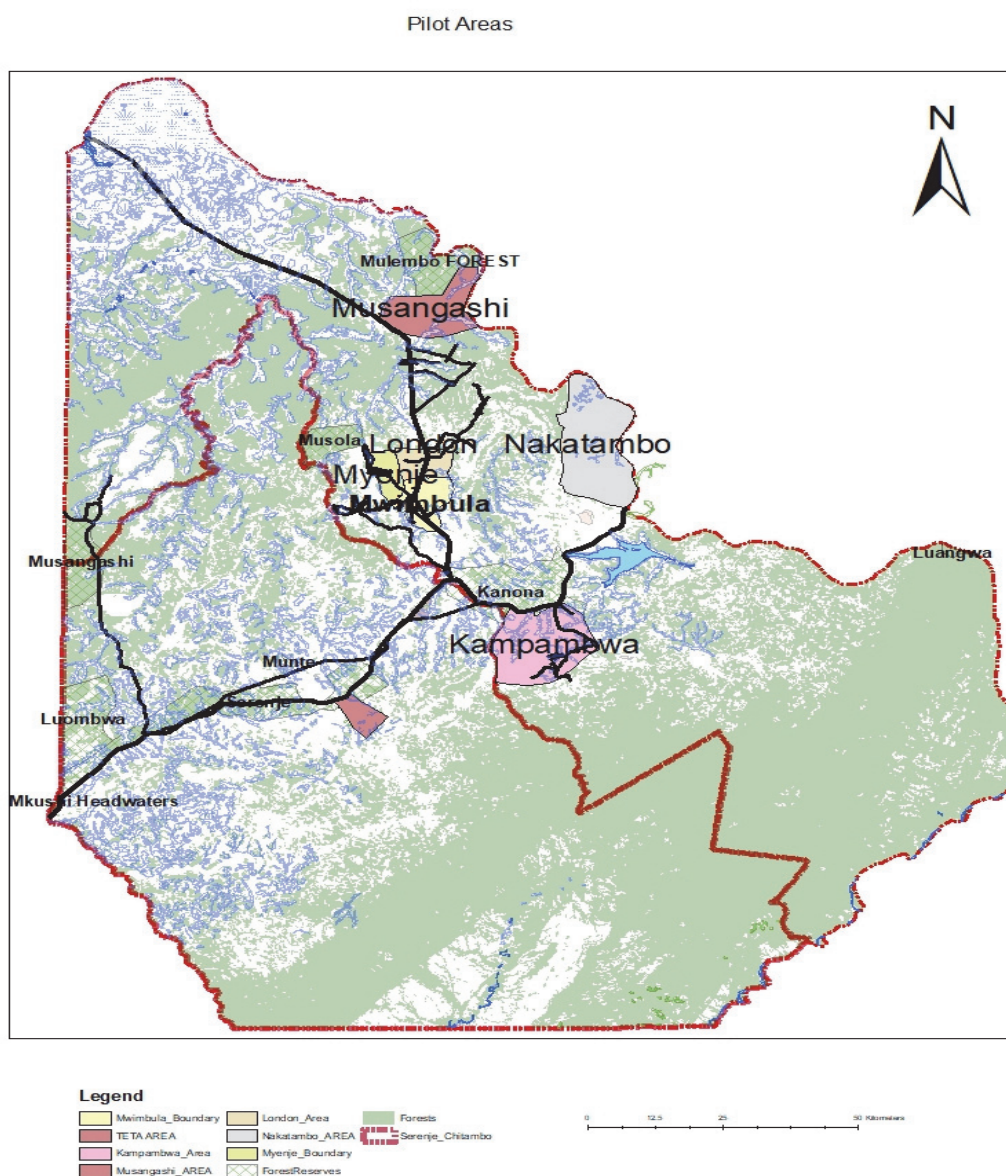 Pilot Areas
N
Mulembo FOREST
Musangashi
Musola
London
Nakatambo
Myenje
Mwimbula
Musangashi
Luangwa
Kanona
Kampambwa
Munte
Serenje
Luombwa
Mkushi Headwaters
Legend
Mwimbula_Boundary
London_Area
Forests
TETA AREA
Nakatambo_AREA
Serenje_Chitambo
Kampambwa_Area
Myenje_Boundary
Musangashi_AREA
ForestReserves
0 12.5 25 50 Kilometers